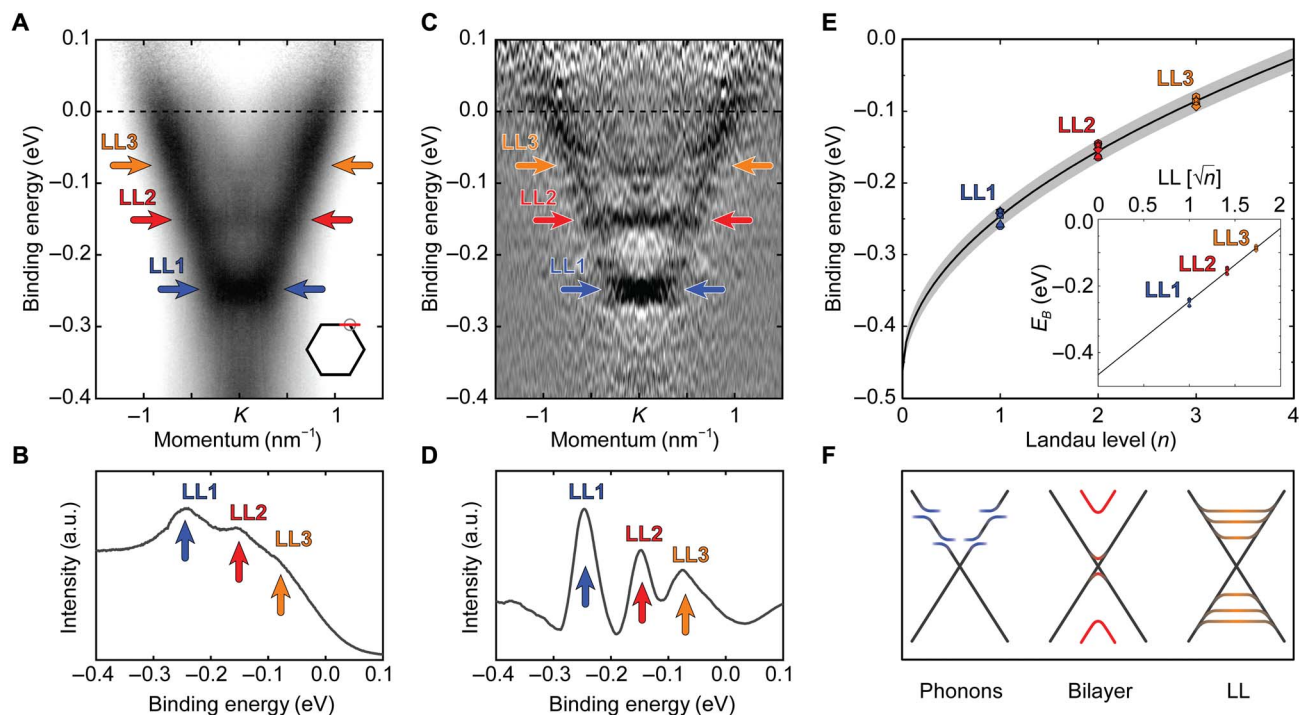 A
0.1
0.0
−0.1
−0.2
−0.3
−0.4
Binding energy (eV)
LL3
LL2
LL1
−1
K
1
Momentum (nm⁻¹)
B
Intensity (a.u.)
LL1
LL2
LL3
−0.4
−0.3
−0.2
−0.1
0.0
0.1
Binding energy (eV)
C
0.1
0.0
−0.1
−0.2
−0.3
−0.4
Binding energy (eV)
LL3
LL2
LL1
−1
K
1
Momentum (nm⁻¹)
D
Intensity (a.u.)
LL1
LL2
LL3
−0.4
−0.3
−0.2
−0.1
0.0
0.1
Binding energy (eV)
E
0.0
−0.1
−0.2
−0.3
−0.4
−0.5
Binding energy (eV)
LL1
LL2
LL3
0
1
2
3
4
Landau level (n)
LL [√n]
0
0.5
1
1.5
2
0.0
−0.2
−0.4
E_B (eV)
LL1
LL2
LL3
F
Phonons
Bilayer
LL